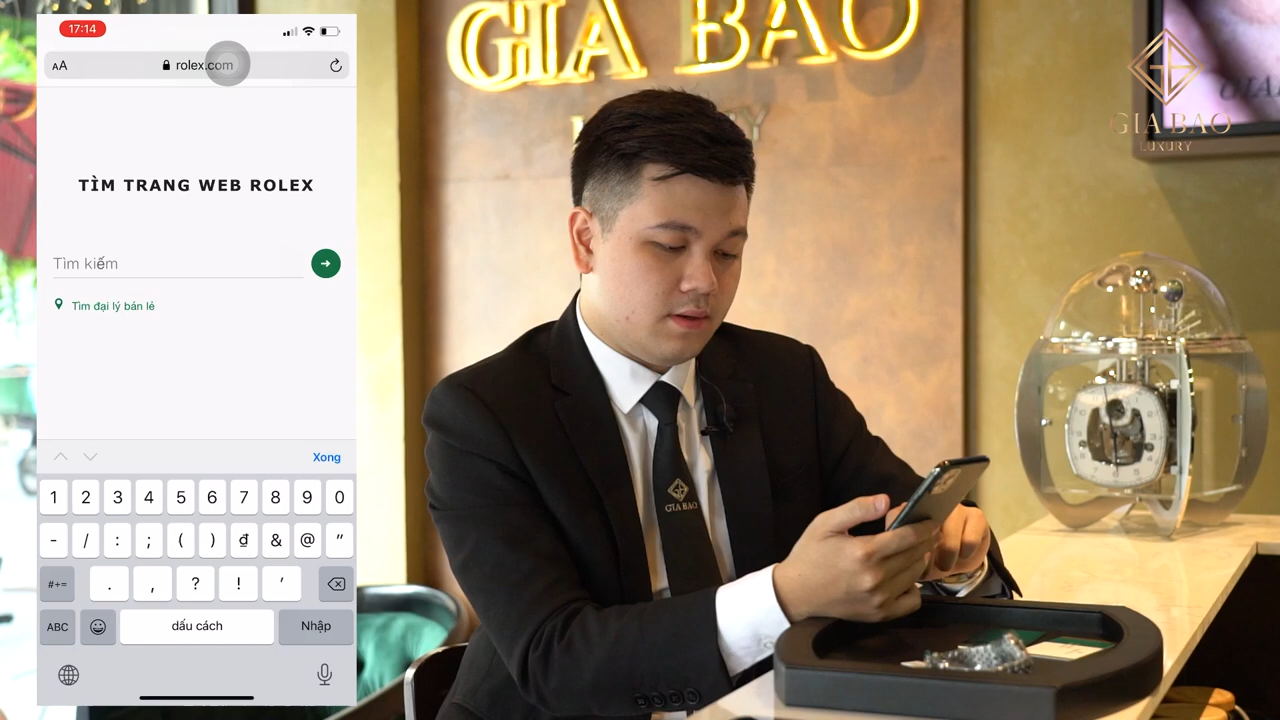 17:14
AA
rolex.com
TÌM TRANG WEB ROLEX
Tìm kiếm
Tìm đại lý bán lẻ
Xong
1 2 3 4 5 6 7 8 9 0
- / : ; ( ) ₫ & @ "
#+= . , ? ! '
ABC dấu cách Nhập
GIA BAO
GIA BAO
GIA BAO
LUXURY